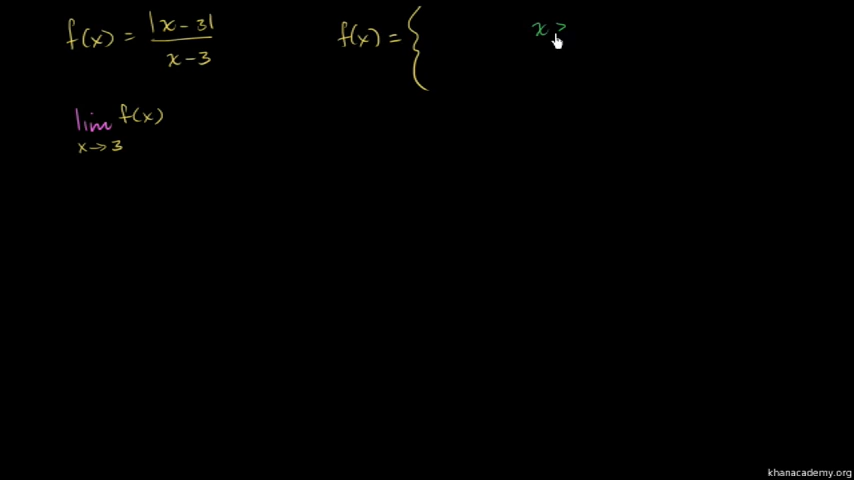 f(x) = |x-3| / x-3
f(x) = {
x >
lim f(x)
x→3
khanacademy.org